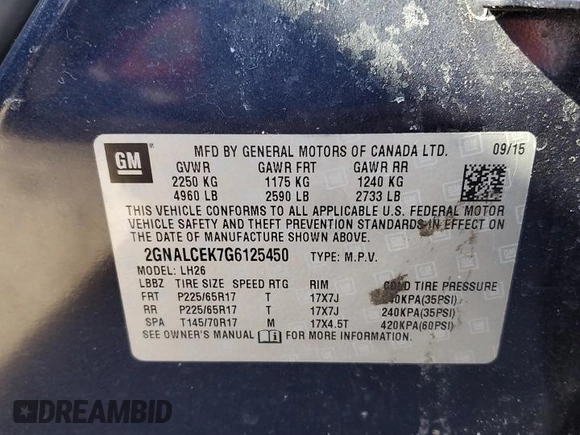 GM
MFD BY GENERAL MOTORS OF CANADA LTD. 09/15
GVWR GAWR FRT GAWR RR
2250 KG 1175 KG 1240 KG
4960 LB 2590 LB 2733 LB
THIS VEHICLE CONFORMS TO ALL APPLICABLE U.S. FEDERAL MOTOR
VEHICLE SAFETY AND THEFT PREVENTION STANDARDS IN EFFECT ON
THE DATE OF MANUFACTURE SHOWN ABOVE.
2GNALCEK7G6125450 TYPE: M.P.V.
MODEL: LH26
LBBZ TIRE SIZE SPEED RTG RIM COLD TIRE PRESSURE
FRT P225/65R17 T 17X7J 240KPA(35PSI)
RR P225/65R17 T 17X7J 240KPA(35PSI)
SPA T145/70R17 M 17X4.5T 420KPA(60PSI)
SEE OWNER'S MANUAL FOR MORE INFORMATION.
DREAMBID